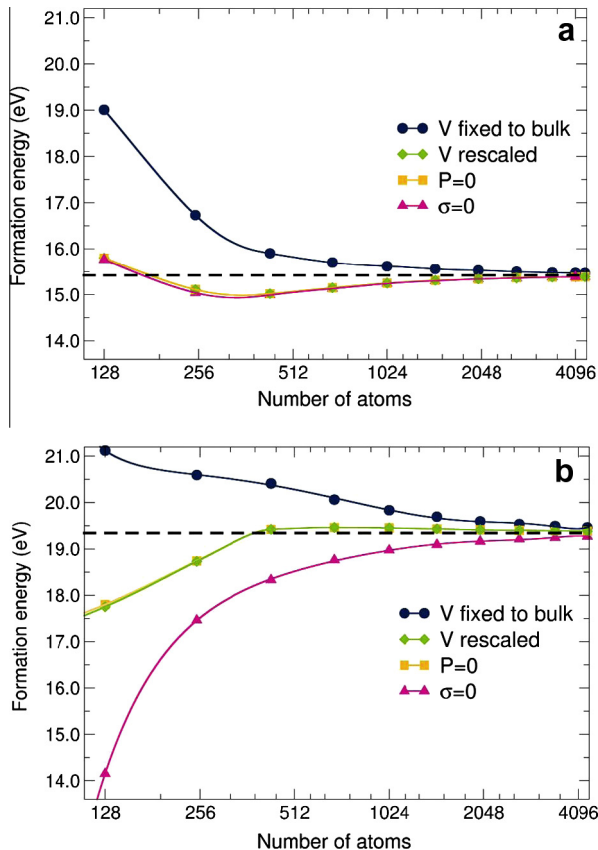 a
21.0
20.0
19.0
18.0
17.0
16.0
15.0
14.0
Formation energy (eV)
V fixed to bulk
V rescaled
P=0
σ=0
128
256
512
1024
2048
4096
Number of atoms
b
21.0
20.0
19.0
18.0
17.0
16.0
15.0
14.0
Formation energy (eV)
V fixed to bulk
V rescaled
P=0
σ=0
128
256
512
1024
2048
4096
Number of atoms